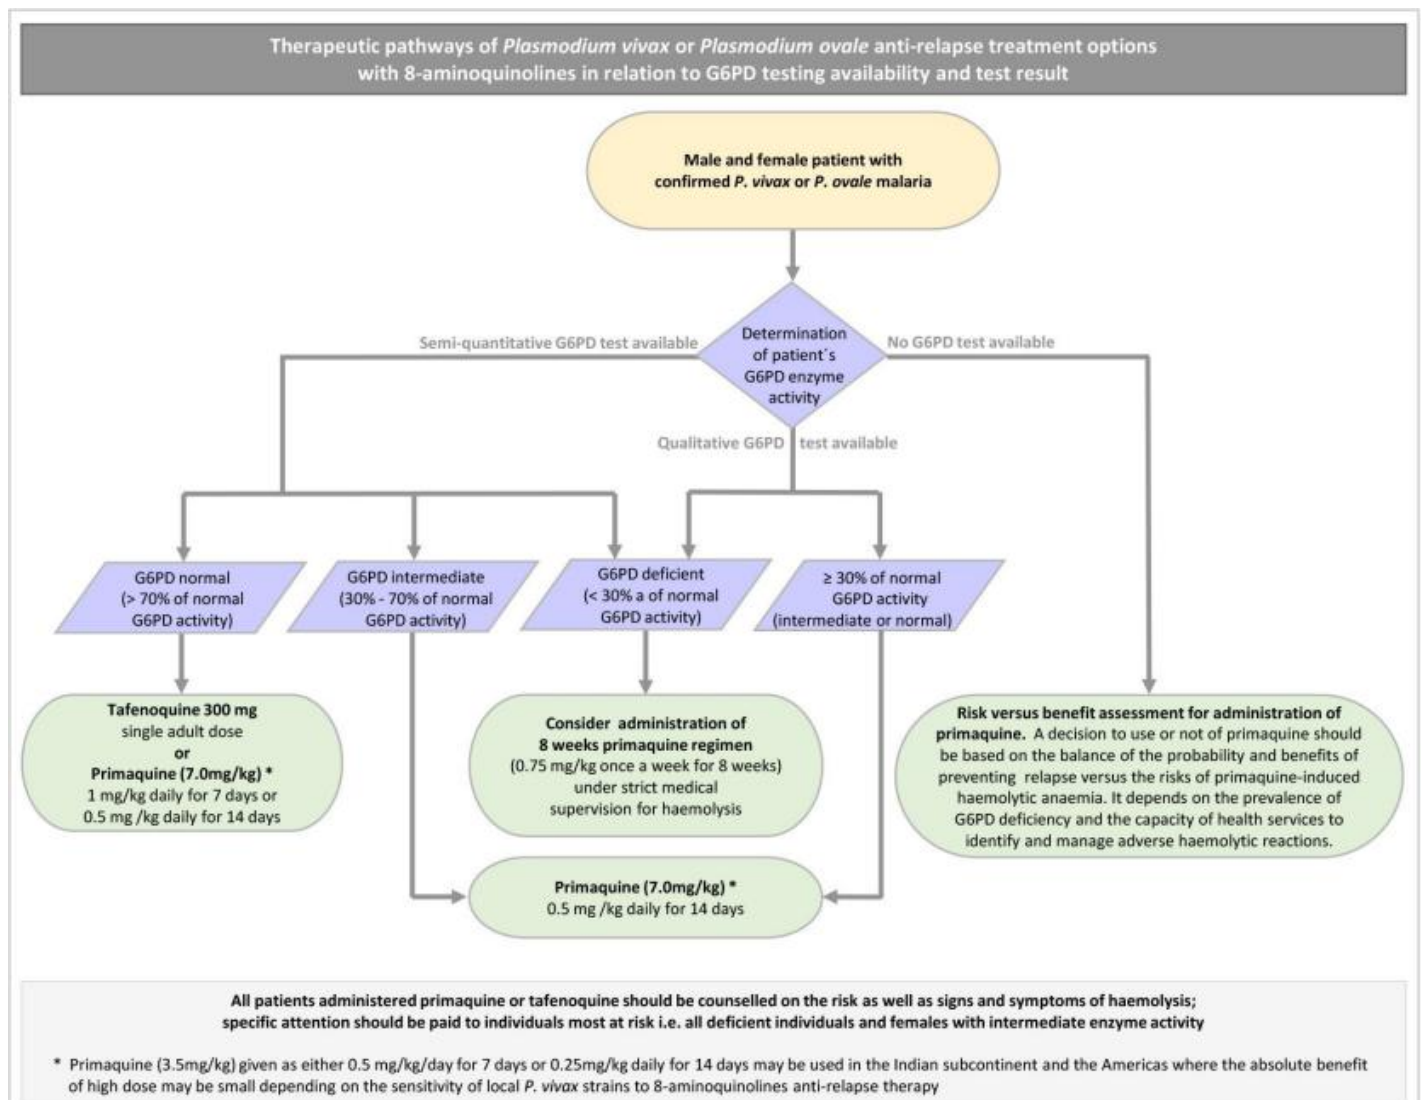 Therapeutic pathways of Plasmodium vivax or Plasmodium ovale anti-relapse treatment options
with 8-aminoquinolines in relation to G6PD testing availability and test result
Male and female patient with
confirmed P. vivax or P. ovale malaria
Determination
of patient´s
G6PD enzyme
activity
Semi-quantitative G6PD test available
No G6PD test available
Qualitative G6PD test available
G6PD normal
(> 70% of normal
G6PD activity)
G6PD intermediate
(30% - 70% of normal
G6PD activity)
G6PD deficient
(< 30% a of normal
G6PD activity)
≥ 30% of normal
G6PD activity
(intermediate or normal)
Tafenoquine 300 mg
single adult dose
or
Primaquine (7.0mg/kg) *
1 mg/kg daily for 7 days or
0.5 mg /kg daily for 14 days
Consider administration of
8 weeks primaquine regimen
(0.75 mg/kg once a week for 8 weeks)
under strict medical
supervision for haemolysis
Risk versus benefit assessment for administration of
primaquine. A decision to use or not of primaquine should
be based on the balance of the probability and benefits of
preventing relapse versus the risks of primaquine-induced
haemolytic anaemia. It depends on the prevalence of
G6PD deficiency and the capacity of health services to
identify and manage adverse haemolytic reactions.
Primaquine (7.0mg/kg) *
0.5 mg /kg daily for 14 days
All patients administered primaquine or tafenoquine should be counselled on the risk as well as signs and symptoms of haemolysis;
specific attention should be paid to individuals most at risk i.e. all deficient individuals and females with intermediate enzyme activity
* Primaquine (3.5mg/kg) given as either 0.5 mg/kg/day for 7 days or 0.25mg/kg daily for 14 days may be used in the Indian subcontinent and the Americas where the absolute benefit
of high dose may be small depending on the sensitivity of local P. vivax strains to 8-aminoquinolines anti-relapse therapy